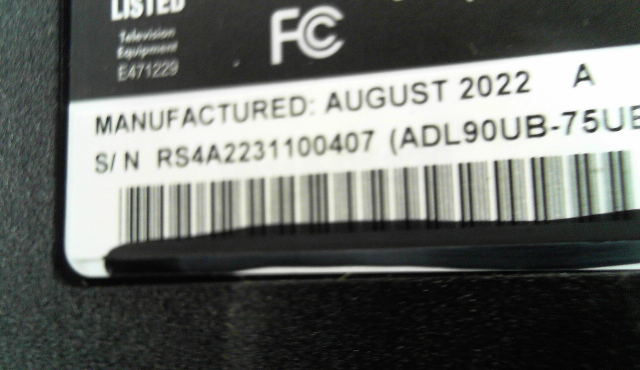 LISTED
Television
Equipment
E471229
FC
MANUFACTURED: AUGUST 2022 A
S/N RS4A2231100407 (ADL90UB-75UE